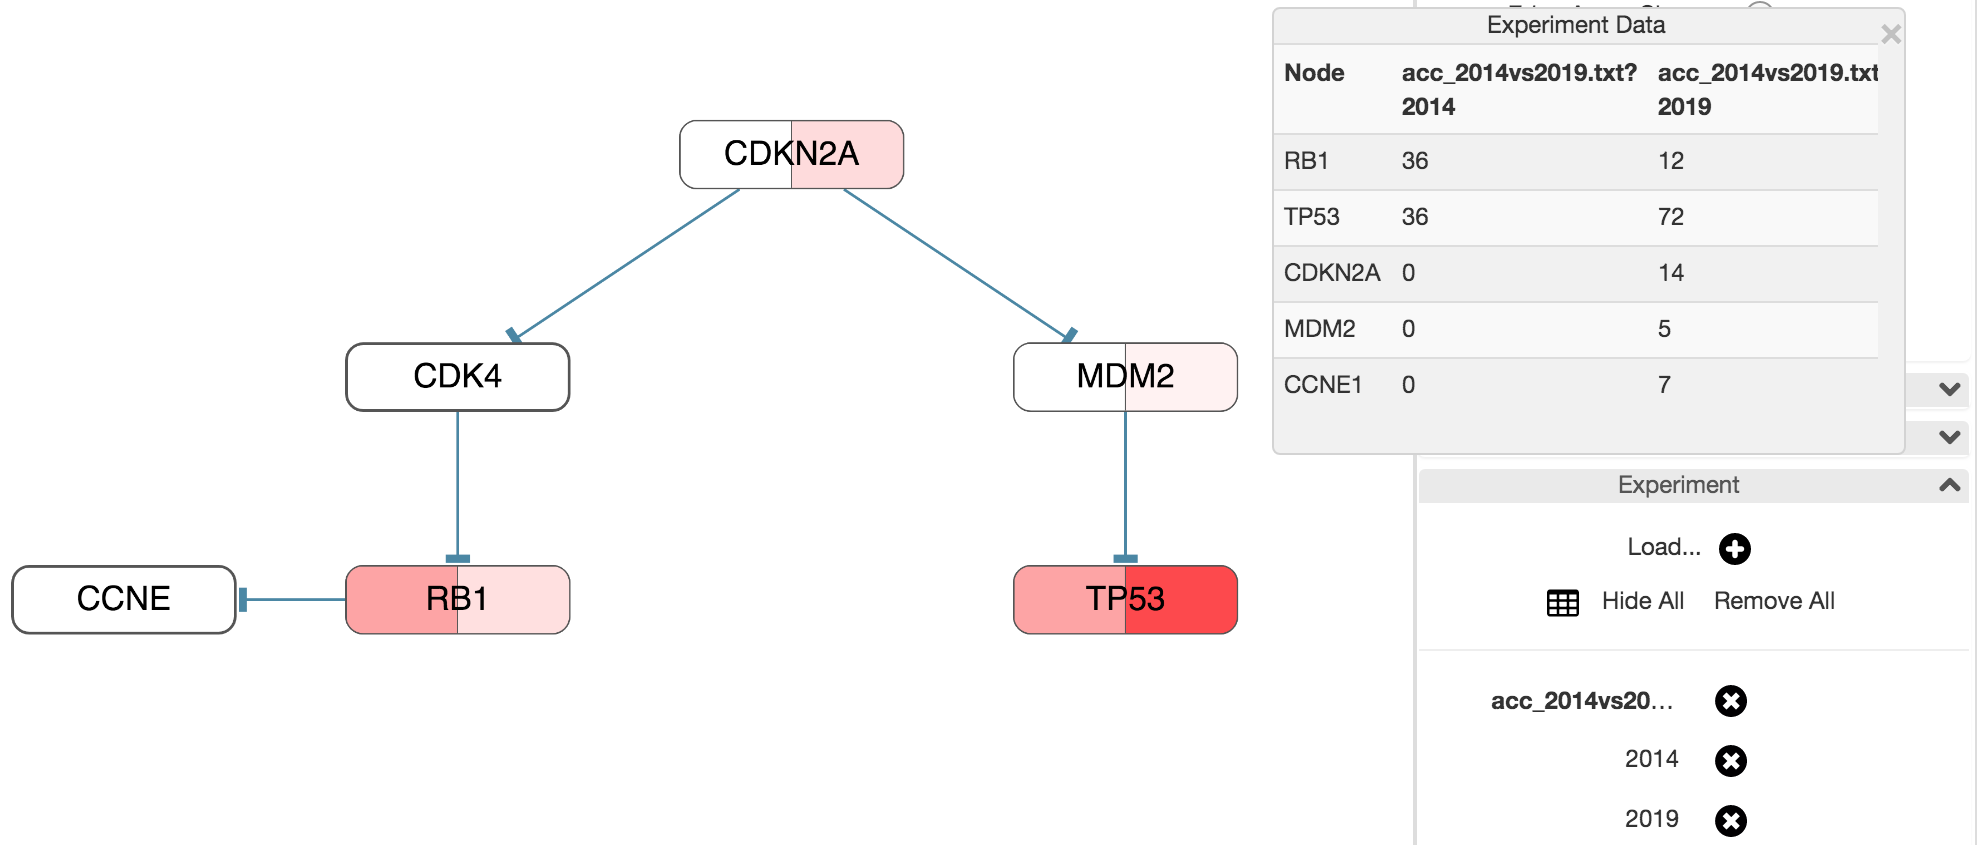 CDKN2A
CDK4
MDM2
CCNE
RB1
TP53
Experiment Data
Node acc_2014vs2019.txt? acc_2014vs2019.txt
2014 2019
RB1 36 12
TP53 36 72
CDKN2A 0 14
MDM2 0 5
CCNE1 0 7
Experiment
Load...
Hide All Remove All
acc_2014vs20...
2014
2019